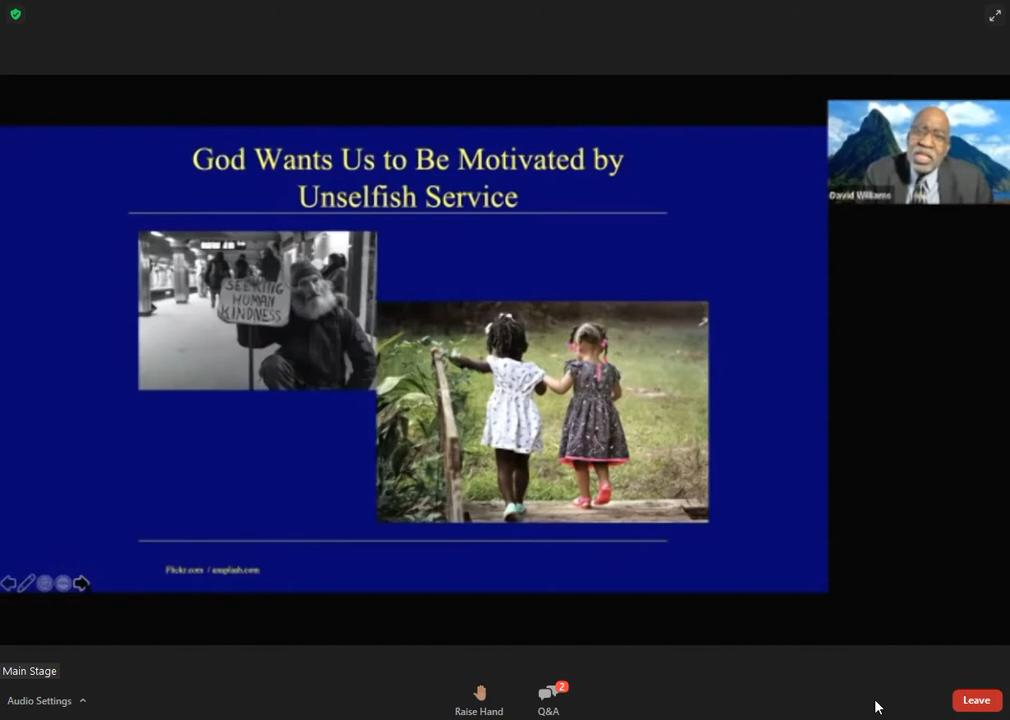 God Wants Us to Be Motivated by
Unselfish Service
David Williams
SEEKING
HUMAN
KINDNESS
Flickr.com / unsplash.com
Main Stage
Audio Settings
Raise Hand
2
Q&A
Leave